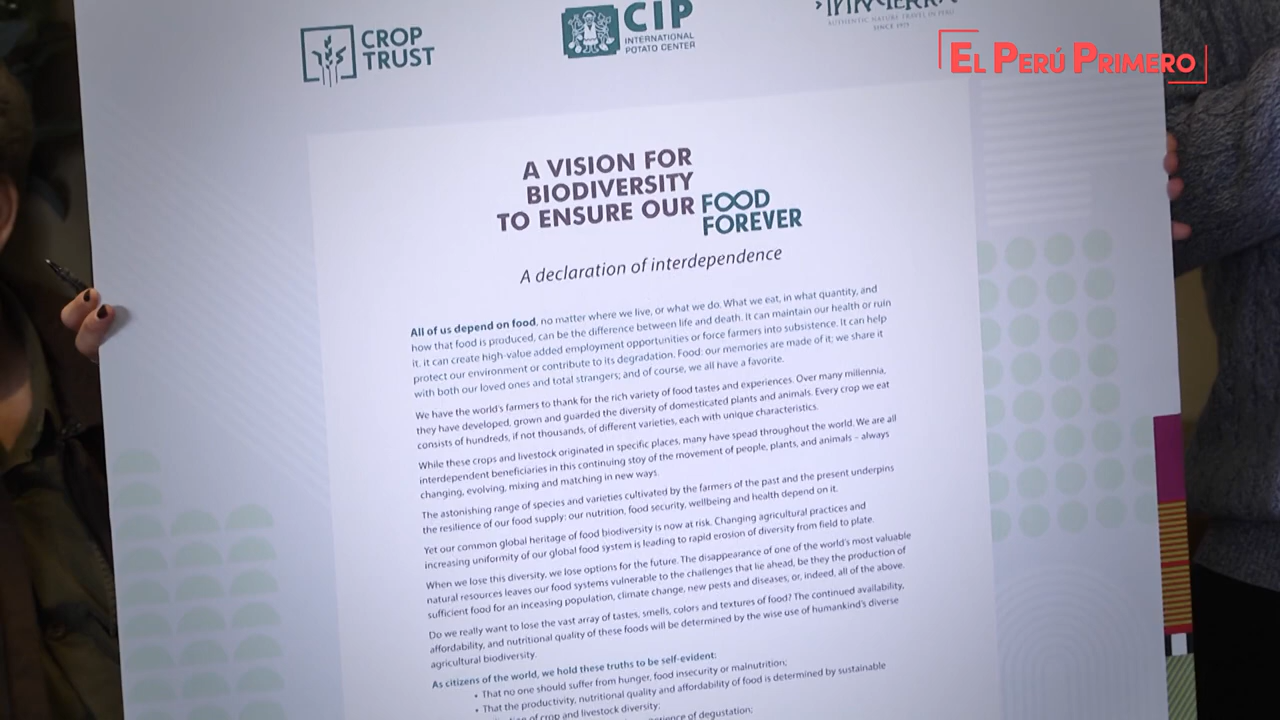 CROP
TRUST
CIP
INTERNATIONAL
POTATO CENTER
AUTHENTIC NATURE TRAVEL IN PERU
SINCE 1975
EL PERÚ PRIMERO
A VISION FOR
BIODIVERSITY
TO ENSURE OUR FOOD
FOREVER
A declaration of interdependence
All of us depend on food, no matter where we live, or what we do. What we eat, in what quantity, and
how that food is produced, can be the difference between life and death. It can maintain our health or ruin
it, it can create high-value added employment opportunities or force farmers into subsistence. It can help
protect our environment or contribute to its degradation. Food: our memories are made of it; we share it
with both our loved ones and total strangers; and of course, we all have a favorite.
We have the world's farmers to thank for the rich variety of food tastes and experiences. Over many millennia,
they have developed, grown and guarded the diversity of domesticated plants and animals. Every crop we eat
consists of hundreds, if not thousands, of different varieties, each with unique characteristics.
While these crops and livestock originated in specific places, many have spead throughout the world. We are all
interdependent beneficiaries in this continuing stoy of the movement of people, plants, and animals – always
changing, evolving, mixing and matching in new ways.
The astonishing range of species and varieties cultivated by the farmers of the past and the present underpins
the resilience of our food supply; our nutrition, food security, wellbeing and health depend on it.
Yet our common global heritage of food biodiversity is now at risk. Changing agricultural practices and
increasing uniformity of our global food system is leading to rapid erosion of diversity from field to plate.
When we lose this diversity, we lose options for the future. The disappearance of one of the world's most valuable
natural resources leaves our food systems vulnerable to the challenges that lie ahead, be they the production of
sufficient food for an inceasing population, climate change, new pests and diseases, or, indeed, all of the above.
Do we really want to lose the vast array of tastes, smells, colors and textures of food? The continued availability,
affordability, and nutritional quality of these foods will be determined by the wise use of humankind's diverse
agricultural biodiversity.
As citizens of the world, we hold these truths to be self-evident:
• That no one should suffer from hunger, food insecurity or malnutrition;
• That the productivity, nutritional quality and affordability of food is determined by sustainable
of crop and livestock diversity;
of degustation;